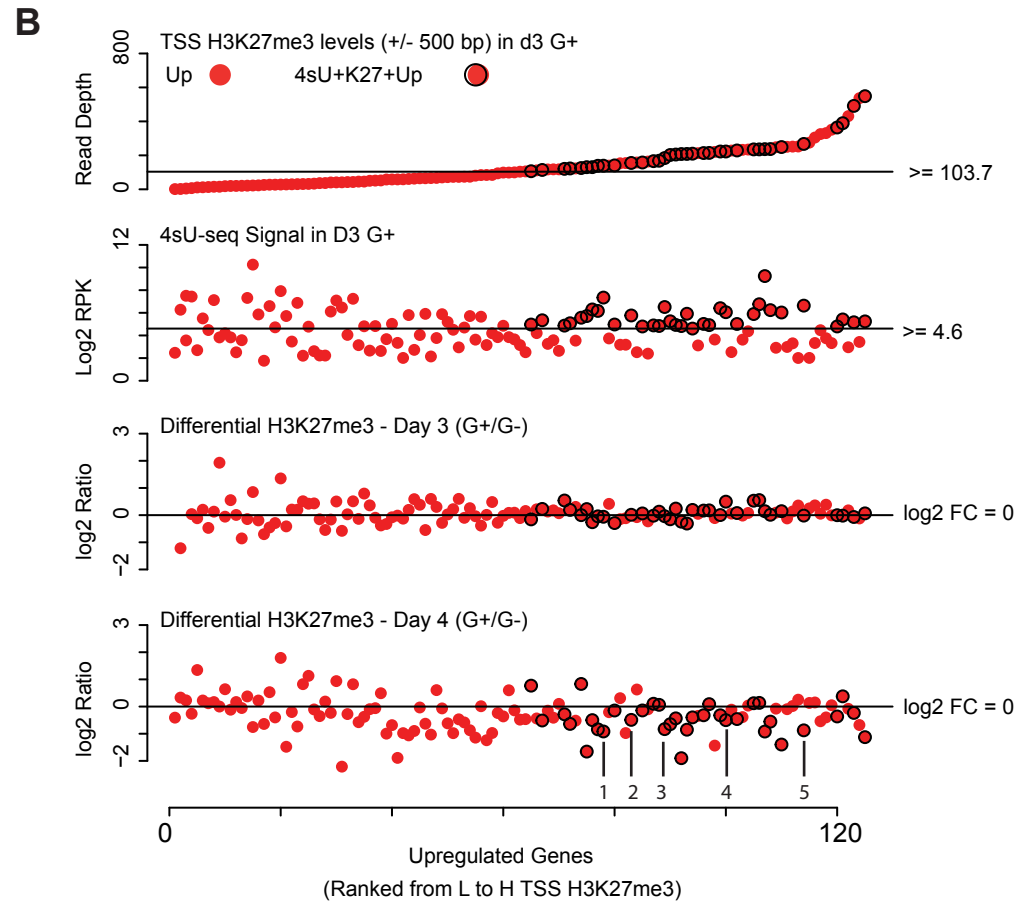 B
TSS H3K27me3 levels (+/- 500 bp) in d3 G+
Up 4sU+K27+Up
800
0
Read Depth
>= 103.7
4sU-seq Signal in D3 G+
12
0
Log2 RPK
>= 4.6
Differential H3K27me3 - Day 3 (G+/G-)
3
0
−2
log2 Ratio
log2 FC = 0
Differential H3K27me3 - Day 4 (G+/G-)
3
0
−2
log2 Ratio
log2 FC = 0
1 2 3 4 5
0 120
Upregulated Genes
(Ranked from L to H TSS H3K27me3)